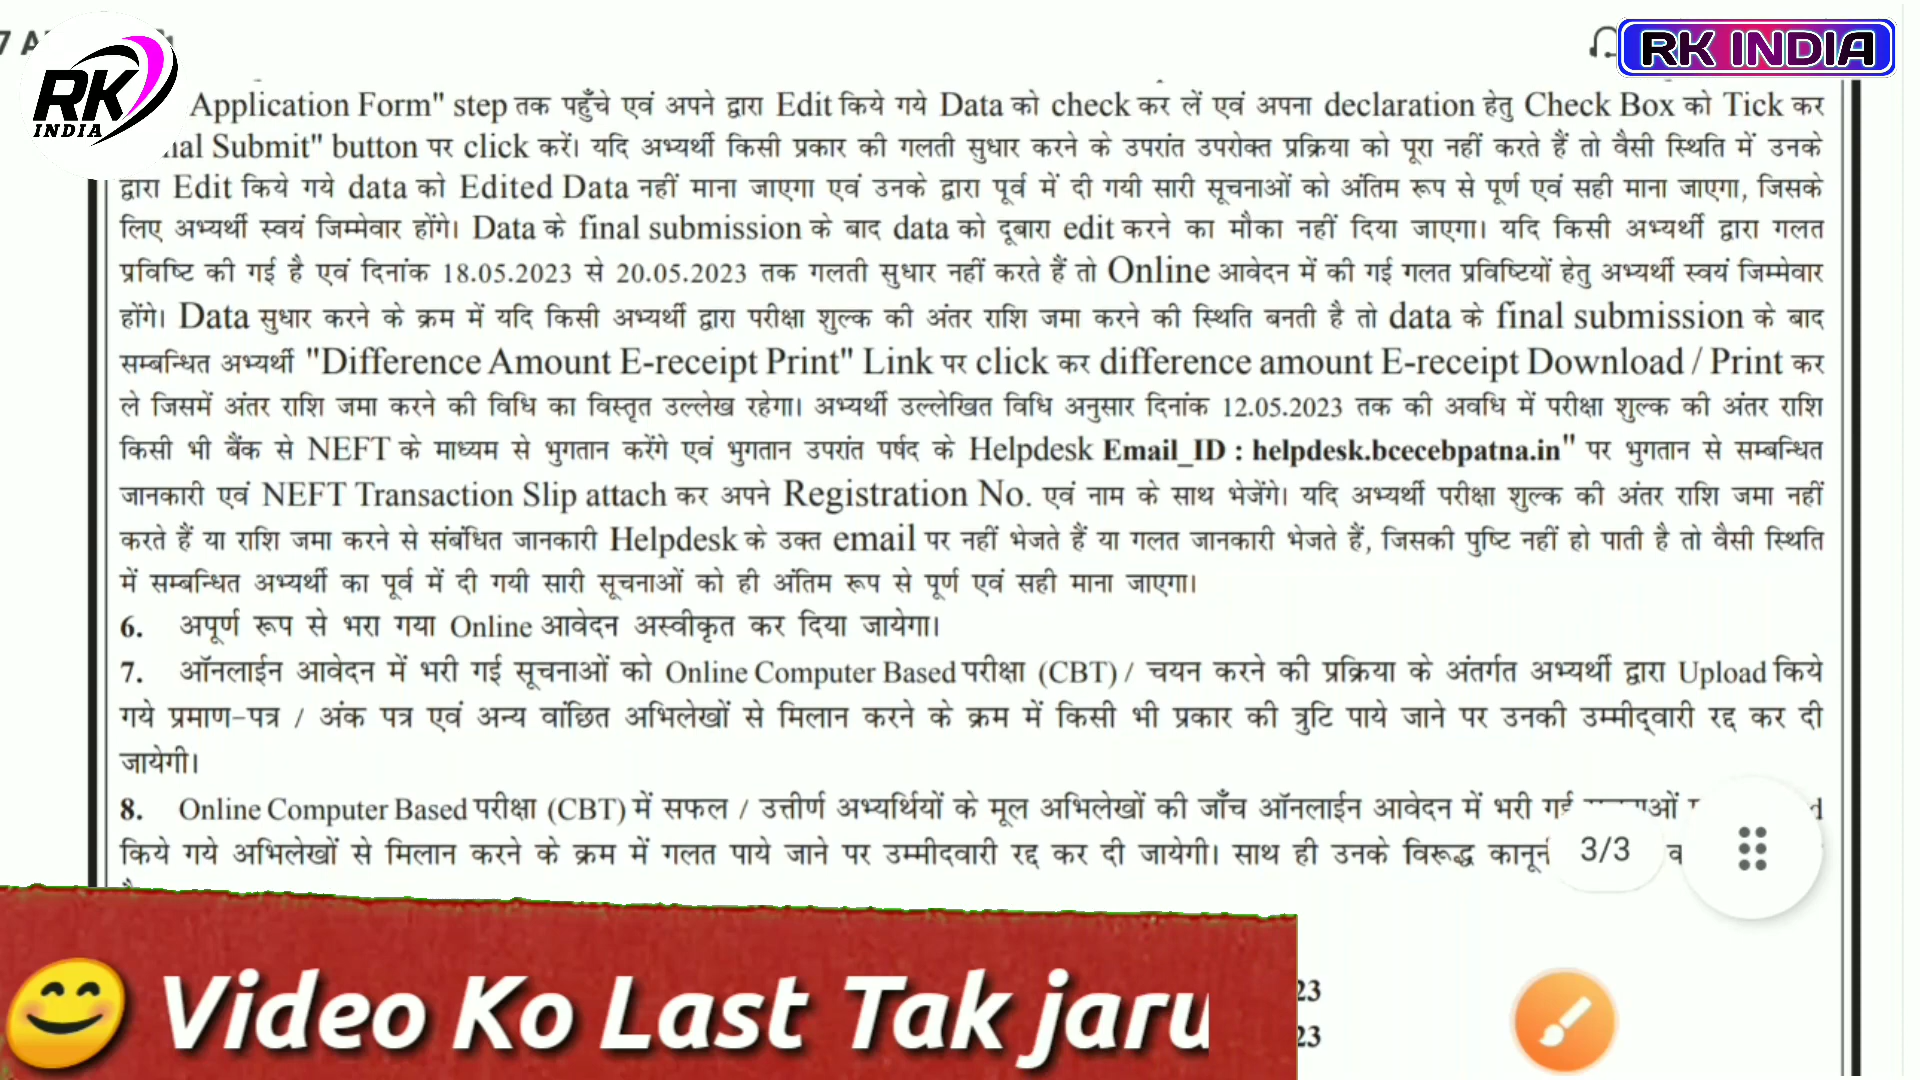 7 A
RK
INDIA
RK INDIA
Application Form" step तक पहुँचे एवं अपने द्वारा Edit किये गये Data को check कर लें एवं अपना declaration हेतु Check Box को Tick कर
nal Submit" button पर click करें। यदि अभ्यर्थी किसी प्रकार की गलती सुधार करने के उपरांत उपरोक्त प्रक्रिया को पूरा नहीं करते हैं तो वैसी स्थिति में उनके
द्वारा Edit किये गये data को Edited Data नहीं माना जाएगा एवं उनके द्वारा पूर्व में दी गयी सारी सूचनाओं को अंतिम रूप से पूर्ण एवं सही माना जाएगा, जिसके
लिए अभ्यर्थी स्वयं जिम्मेवार होंगे। Data के final submission के बाद data को दूबारा edit करने का मौका नहीं दिया जाएगा। यदि किसी अभ्यर्थी द्वारा गलत
प्रविष्टि की गई है एवं दिनांक 18.05.2023 से 20.05.2023 तक गलती सुधार नहीं करते हैं तो Online आवेदन में की गई गलत प्रविष्टियों हेतु अभ्यर्थी स्वयं जिम्मेवार
होंगे। Data सुधार करने के क्रम में यदि किसी अभ्यर्थी द्वारा परीक्षा शुल्क की अंतर राशि जमा करने की स्थिति बनती है तो data के final submission के बाद
सम्बन्धित अभ्यर्थी "Difference Amount E-receipt Print" Link पर click कर difference amount E-receipt Download / Print कर
ले जिसमें अंतर राशि जमा करने की विधि का विस्तृत उल्लेख रहेगा। अभ्यर्थी उल्लेखित विधि अनुसार दिनांक 12.05.2023 तक की अवधि में परीक्षा शुल्क की अंतर राशि
किसी भी बैंक से NEFT के माध्यम से भुगतान करेंगे एवं भुगतान उपरांत पर्षद के Helpdesk Email_ID : helpdesk.bcecebpatna.in" पर भुगतान से सम्बन्धित
जानकारी एवं NEFT Transaction Slip attach कर अपने Registration No. एवं नाम के साथ भेजेंगे। यदि अभ्यर्थी परीक्षा शुल्क की अंतर राशि जमा नहीं
करते हैं या राशि जमा करने से संबंधित जानकारी Helpdesk के उक्त email पर नहीं भेजते हैं या गलत जानकारी भेजते हैं, जिसकी पुष्टि नहीं हो पाती है तो वैसी स्थिति
में सम्बन्धित अभ्यर्थी का पूर्व में दी गयी सारी सूचनाओं को ही अंतिम रूप से पूर्ण एवं सही माना जाएगा।
6. अपूर्ण रूप से भरा गया Online आवेदन अस्वीकृत कर दिया जायेगा।
7. ऑनलाईन आवेदन में भरी गई सूचनाओं को Online Computer Based परीक्षा (CBT) / चयन करने की प्रक्रिया के अंतर्गत अभ्यर्थी द्वारा Upload किये
गये प्रमाण-पत्र / अंक पत्र एवं अन्य वांछित अभिलेखों से मिलान करने के क्रम में किसी भी प्रकार की त्रुटि पाये जाने पर उनकी उम्मीद्वारी रद्द कर दी
जायेगी।
8. Online Computer Based परीक्षा (CBT) में सफल / उत्तीर्ण अभ्यर्थियों के मूल अभिलेखों की जाँच ऑनलाईन आवेदन में भरी गई
किये गये अभिलेखों से मिलान करने के क्रम में गलत पाये जाने पर उम्मीदवारी रद्द कर दी जायेगी। साथ ही उनके विरूद्ध कानूनी
3/3
23
23
Video Ko Last Tak jaru